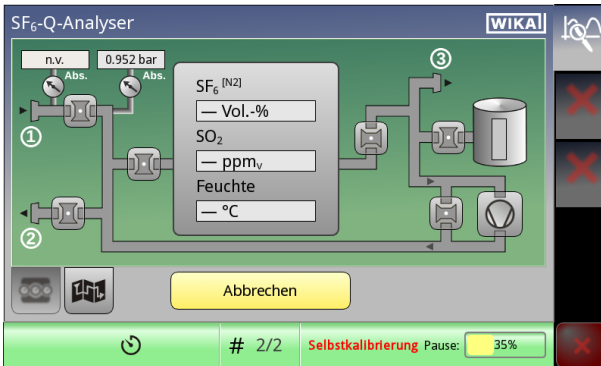 SF₆-Q-Analyser
WIKA
n.v.
0.952 bar
Abs.
Abs.
①
②
③
SF₆ [N2]
— Vol.-%
SO₂
— ppmᵥ
Feuchte
— °C
Abbrechen
# 2/2
Selbstkalibrierung Pause: 35%